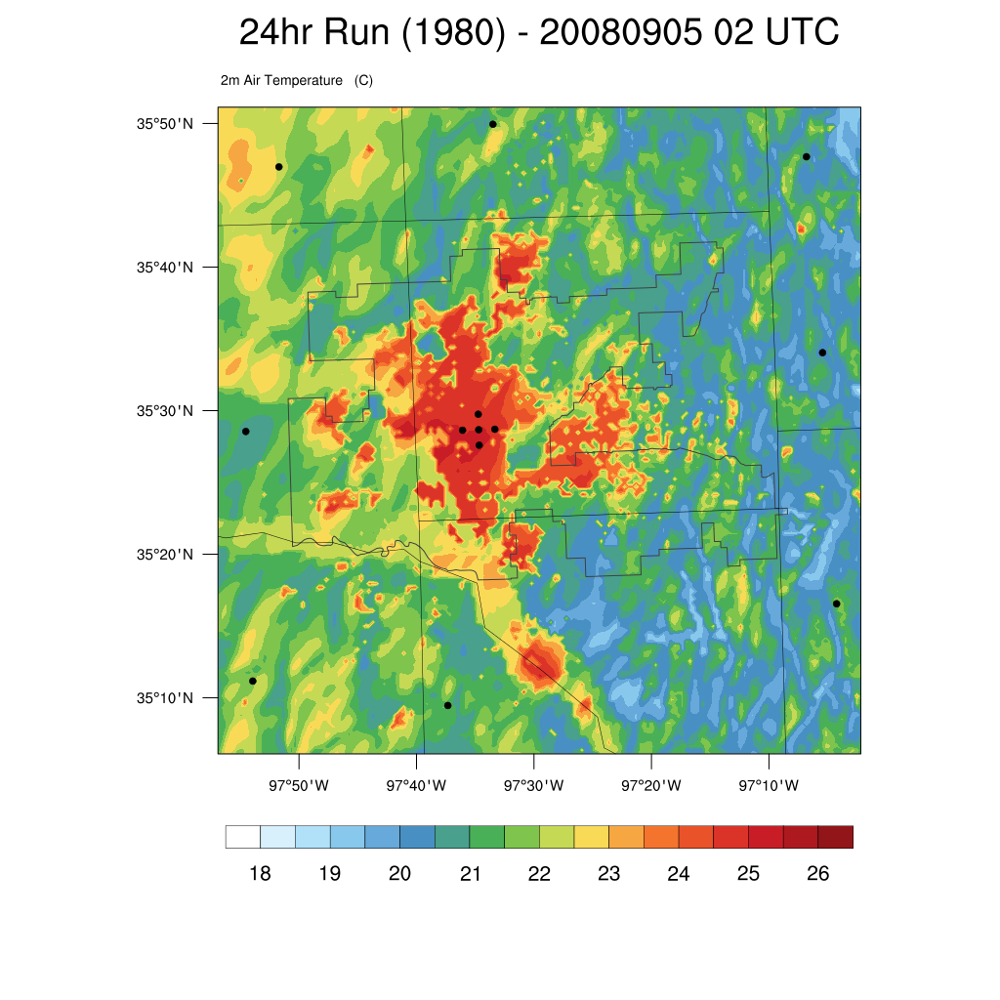 24hr Run (1980) - 20080905 02 UTC
2m Air Temperature (C)
35°50'N
35°40'N
35°30'N
35°20'N
35°10'N
97°50'W 97°40'W 97°30'W 97°20'W 97°10'W
18 19 20 21 22 23 24 25 26